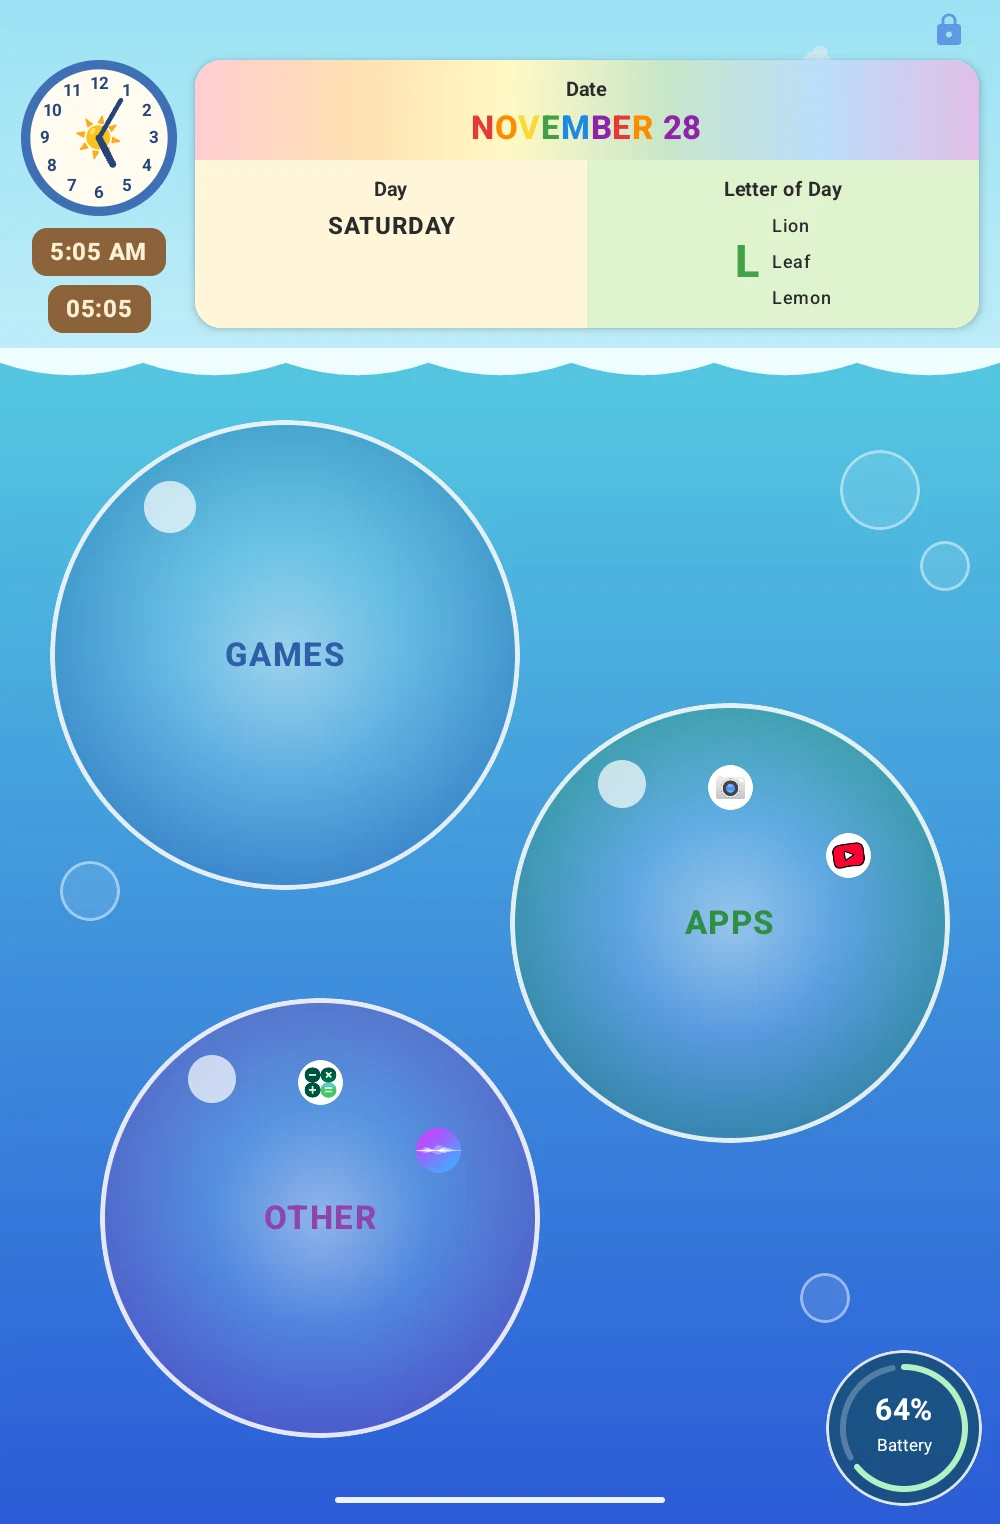 12
1
2
3
4
5
6
7
8
9
10
11
5:05 AM
05:05
Date
NOVEMBER 28
Day
SATURDAY
Letter of Day
L
Lion
Leaf
Lemon
GAMES
APPS
OTHER
64%
Battery